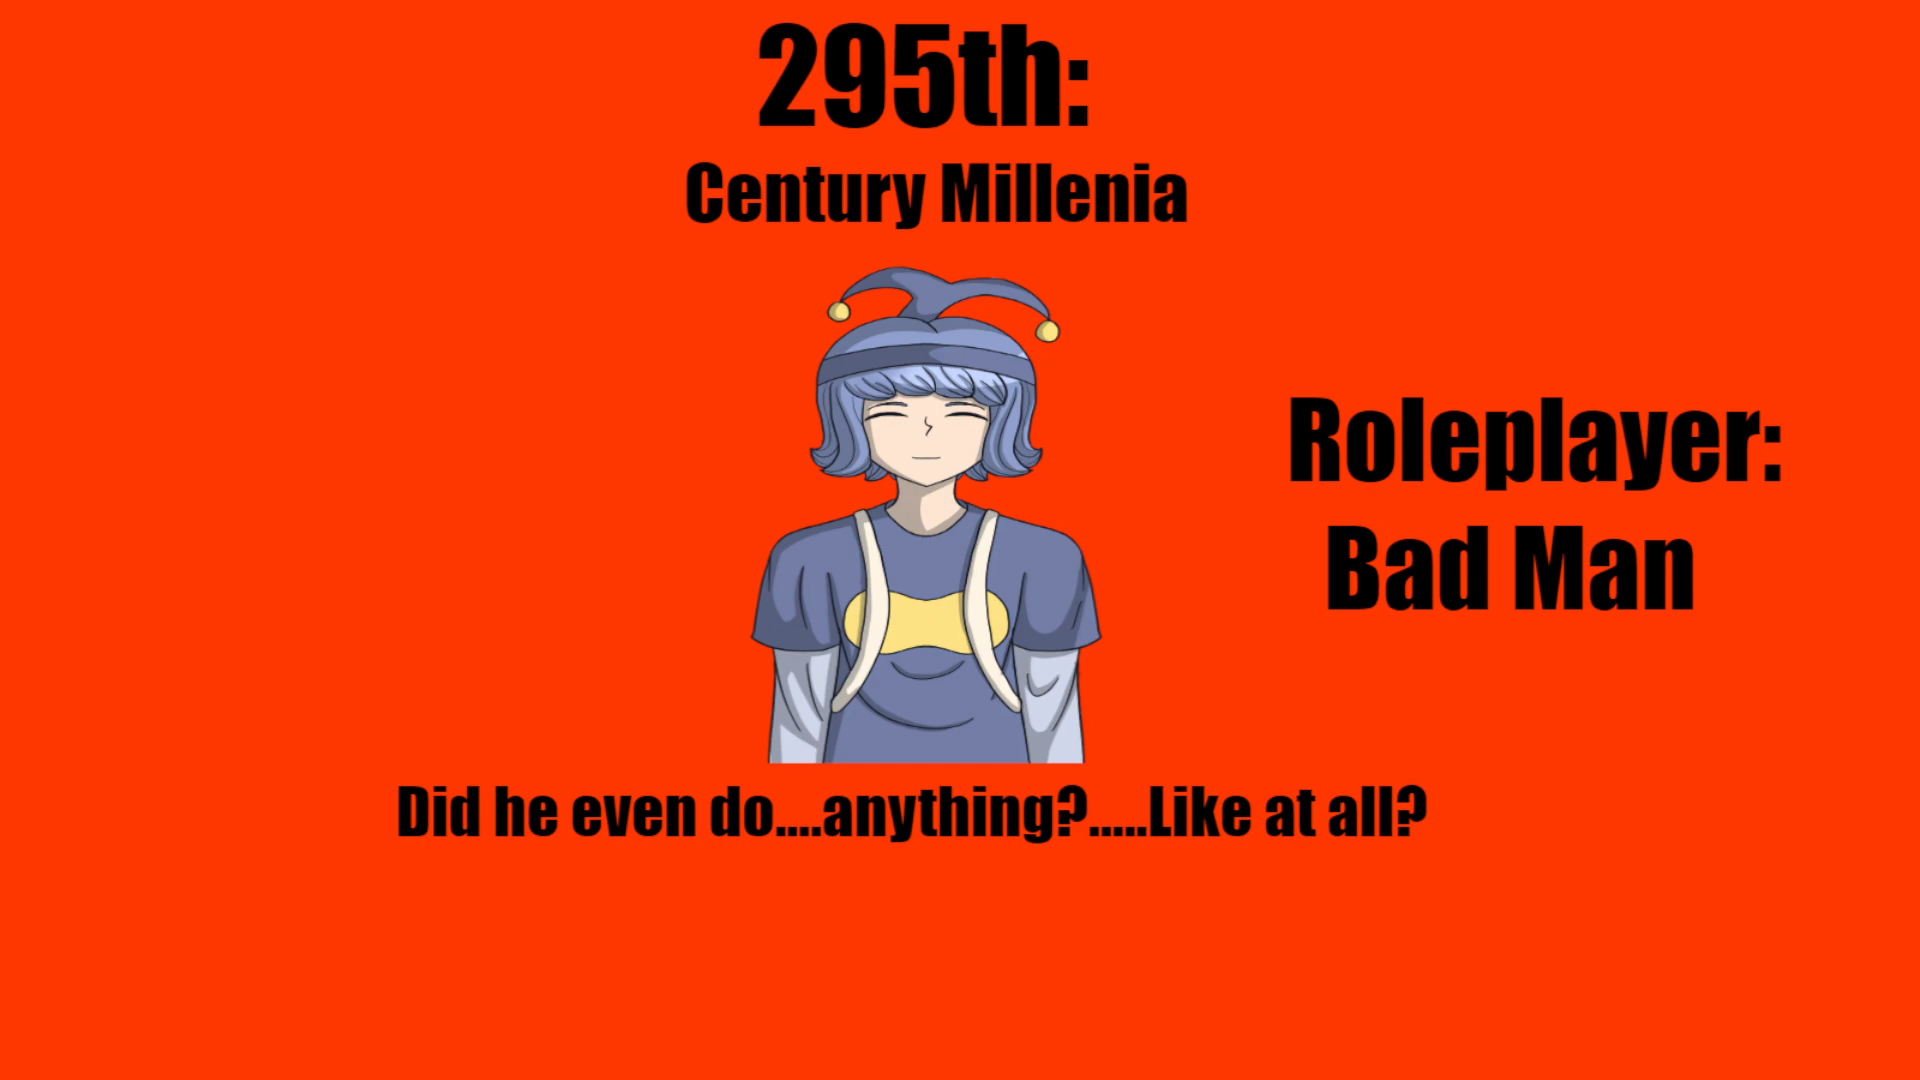 295th:
Century Millenia
Roleplayer:
Bad Man
Did he even do....anything?.....Like at all?